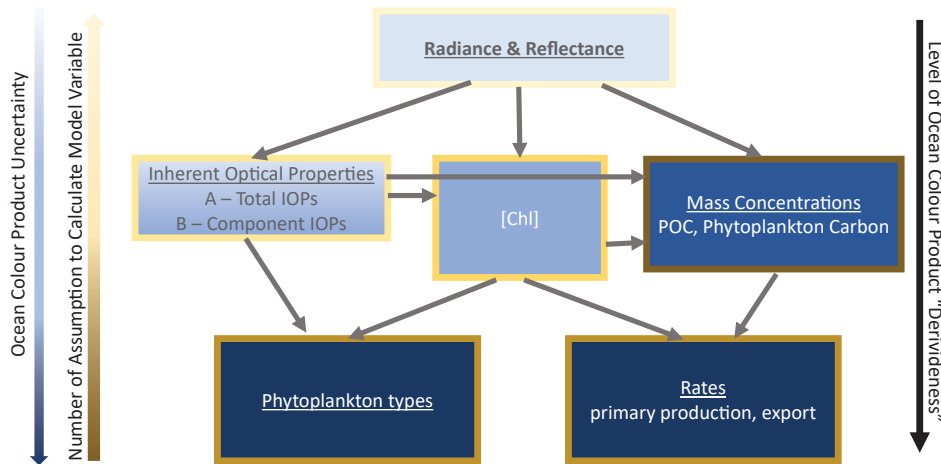 Ocean Colour Product Uncertainty
Number of Assumption to Calculate Model Variable
Radiance & Reflectance
Inherent Optical Properties
A – Total IOPs
B – Component IOPs
[Chl]
Mass Concentrations
POC, Phytoplankton Carbon
Phytoplankton types
Rates
primary production, export
Level of Ocean Colour Product “Derivideness”